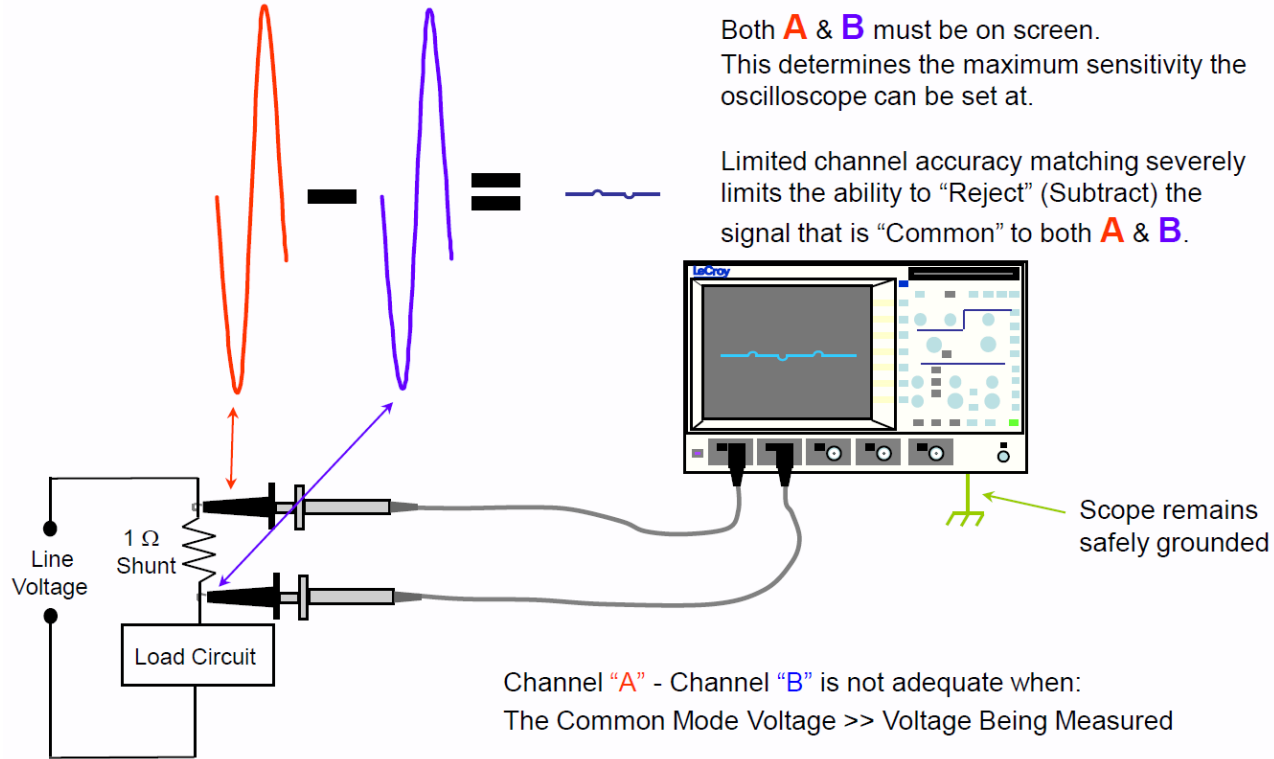 Both A & B must be on screen.
This determines the maximum sensitivity the
oscilloscope can be set at.
Limited channel accuracy matching severely
limits the ability to “Reject” (Subtract) the
signal that is “Common” to both A & B.
LeCroy
Scope remains
safely grounded
1 Ω
Shunt
Line
Voltage
Load Circuit
Channel “A” - Channel “B” is not adequate when:
The Common Mode Voltage >> Voltage Being Measured